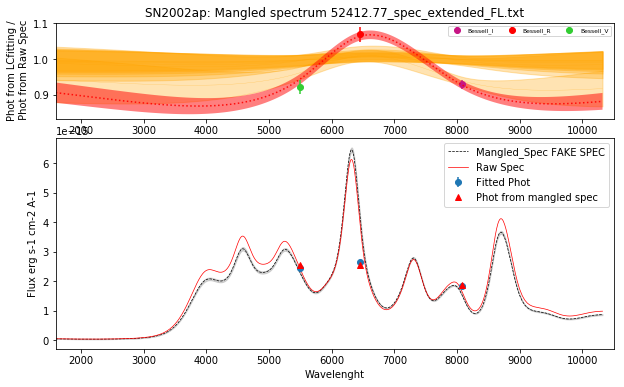 SN2002ap: Mangled spectrum 52412.77_spec_extended_FL.txt
Phot from LCfitting /
Phot from Raw Spec
1.1
1.0
0.9
Bessell_I
Bessell_R
Bessell_V
2000 3000 4000 5000 6000 7000 8000 9000 10000
Flux erg s-1 cm-2 A-1
6
5
4
3
2
1
0
Mangled_Spec FAKE SPEC
Raw Spec
Fitted Phot
Phot from mangled spec
2000 3000 4000 5000 6000 7000 8000 9000 10000
Wavelenght